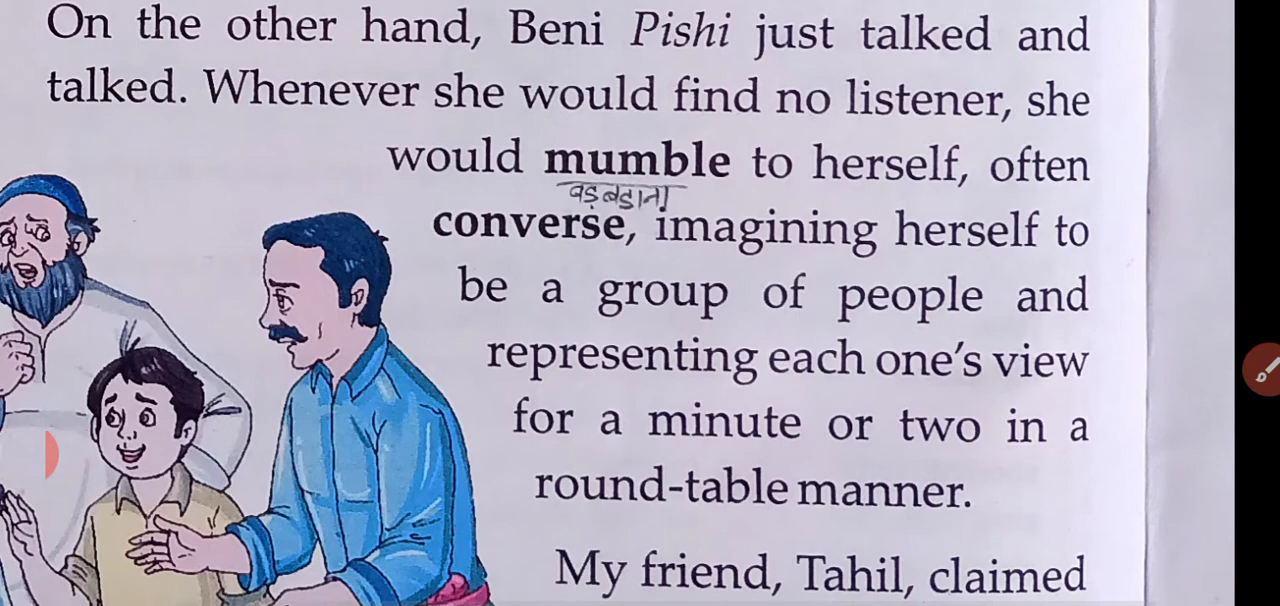 On the other hand, Beni Pishi just talked and
talked. Whenever she would find no listener, she
would mumble to herself, often
बड़बड़ाना
converse, imagining herself to
be a group of people and
representing each one's view
for a minute or two in a
round-table manner.
My friend, Tahil, claimed